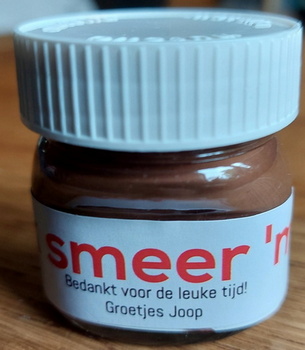 smeer 'n
Bedankt voor de leuke tijd!
Groetjes Joop